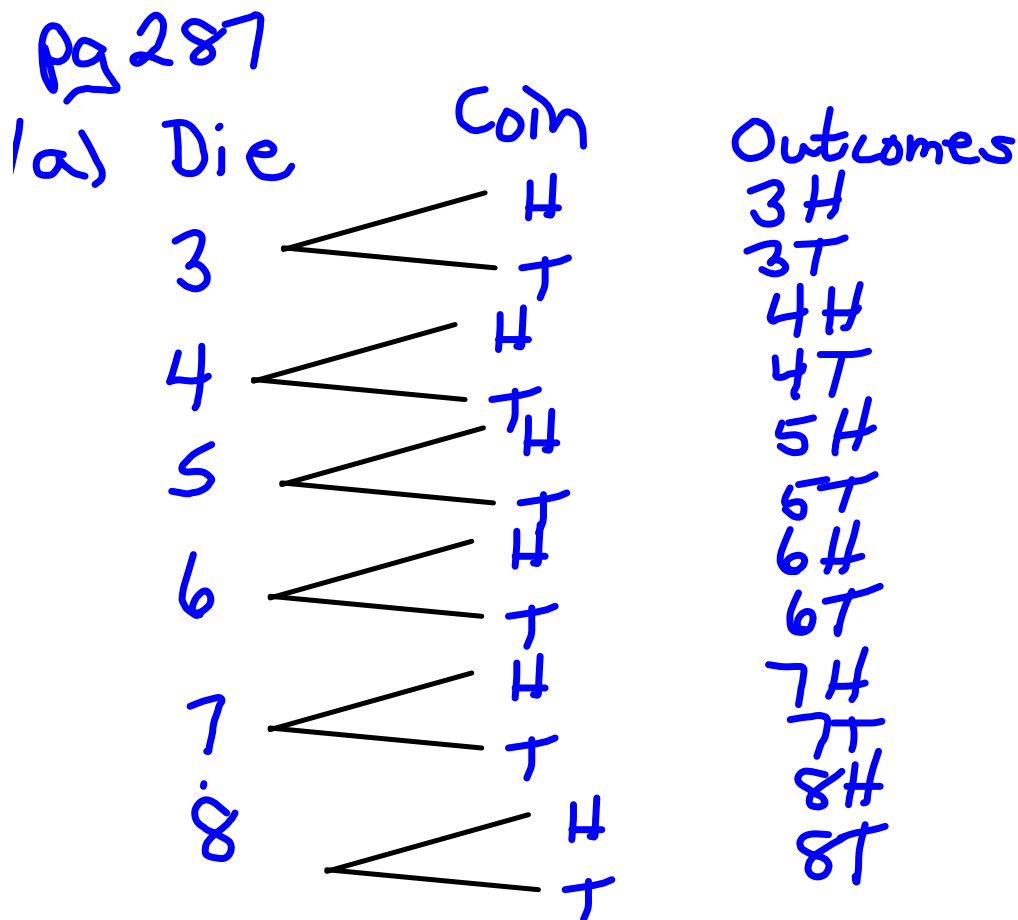 pg 287
1a) Die Coin Outcomes
3 H 3H
T 3T
4 H 4H
T 4T
5 H 5H
T 5T
6 H 6H
T 6T
7 H 7H
T 7T
8 H 8H
T 8T